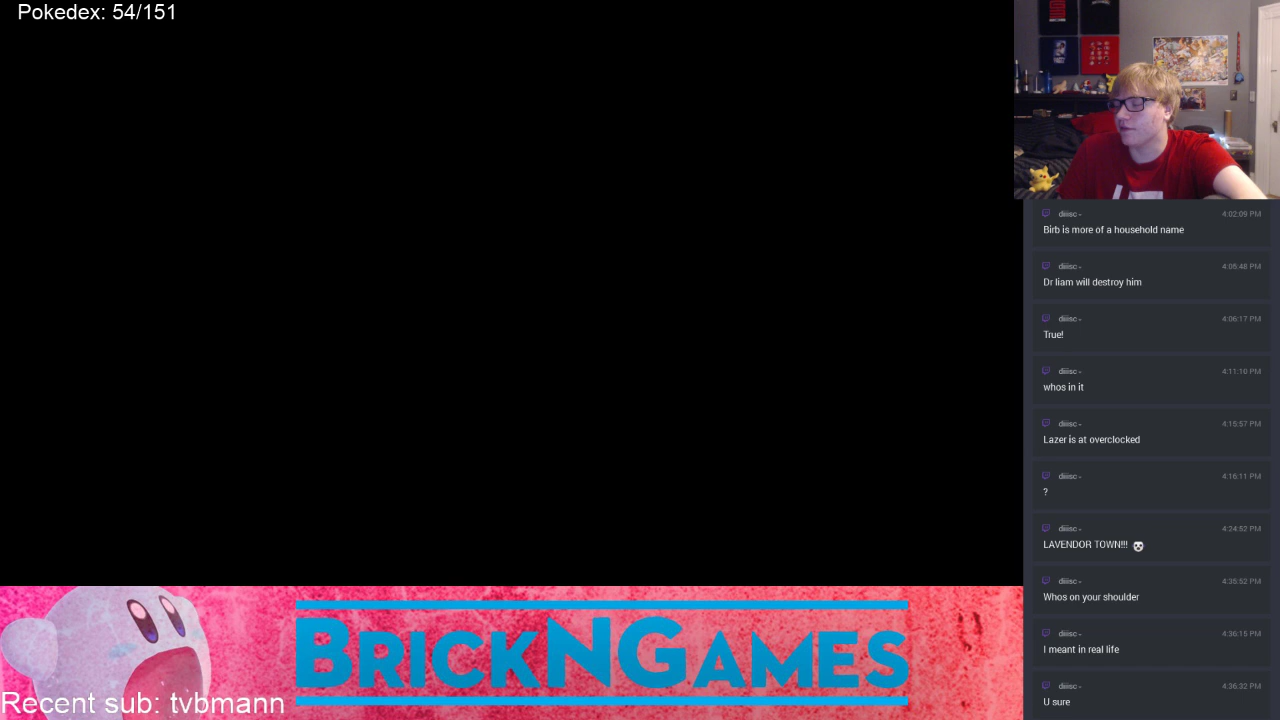 Pokedex: 54/151
diiisc -
4:02:09 PM
Birb is more of a household name
diiisc -
4:05:48 PM
Dr liam will destroy him
diiisc -
4:06:17 PM
True!
diiisc -
4:11:10 PM
whos in it
diiisc -
4:15:57 PM
Lazer is at overclocked
diiisc -
4:16:11 PM
?
diiisc -
4:24:52 PM
LAVENDOR TOWN!!!
diiisc -
4:35:52 PM
Whos on your shoulder
diiisc -
4:36:15 PM
I meant in real life
diiisc -
4:36:32 PM
U sure
BRICKNGAMES
Recent sub: tvbmann